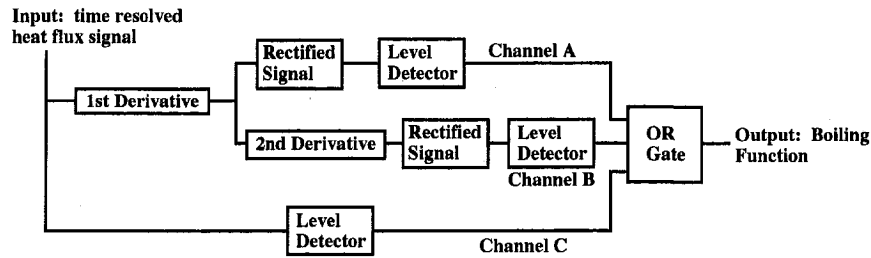 Input: time resolved
heat flux signal
Rectified
Signal
Level
Detector
Channel A
1st Derivative
2nd Derivative
Rectified
Signal
Level
Detector
Channel B
OR
Gate
Output: Boiling
Function
Level
Detector
Channel C